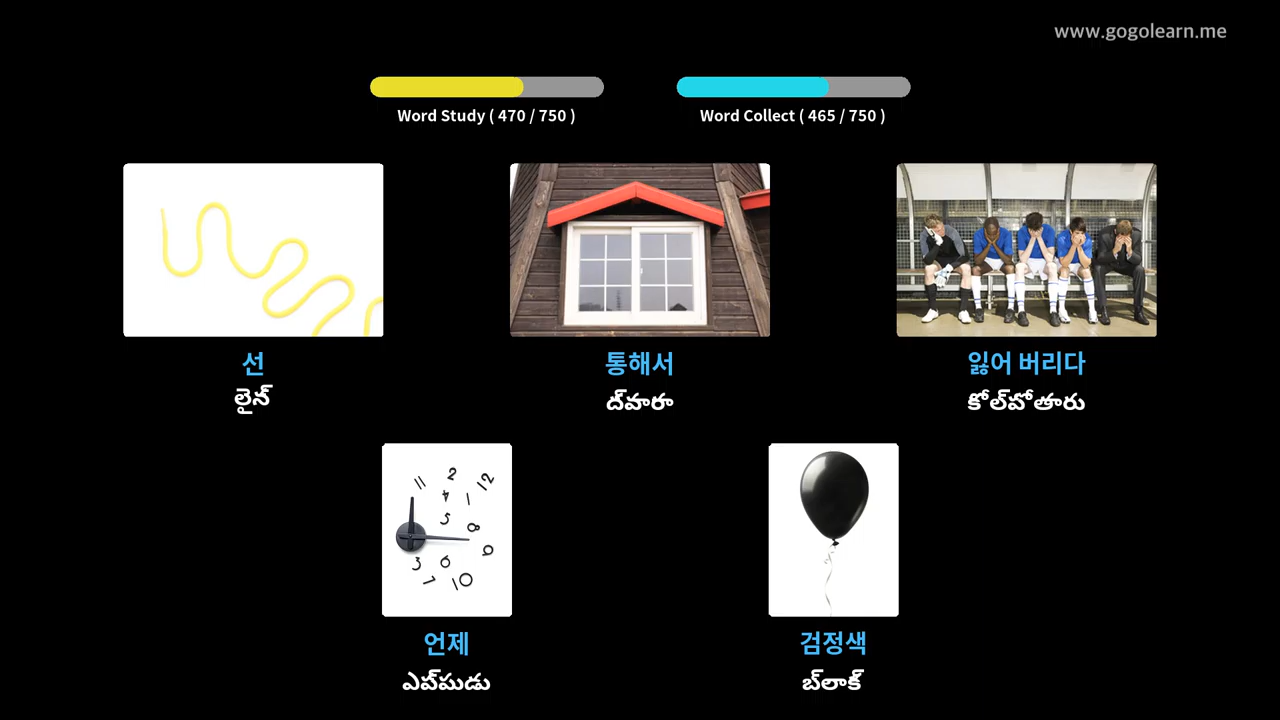 www.gogolearn.me
Word Study ( 470 / 750 )
Word Collect ( 465 / 750 )
선
లైన్
통해서
ద్‌వారా
잃어 버리다
కోల్‌పోతారు
언제
ఎప్‌పుడు
검정색
బ్‌లాక్